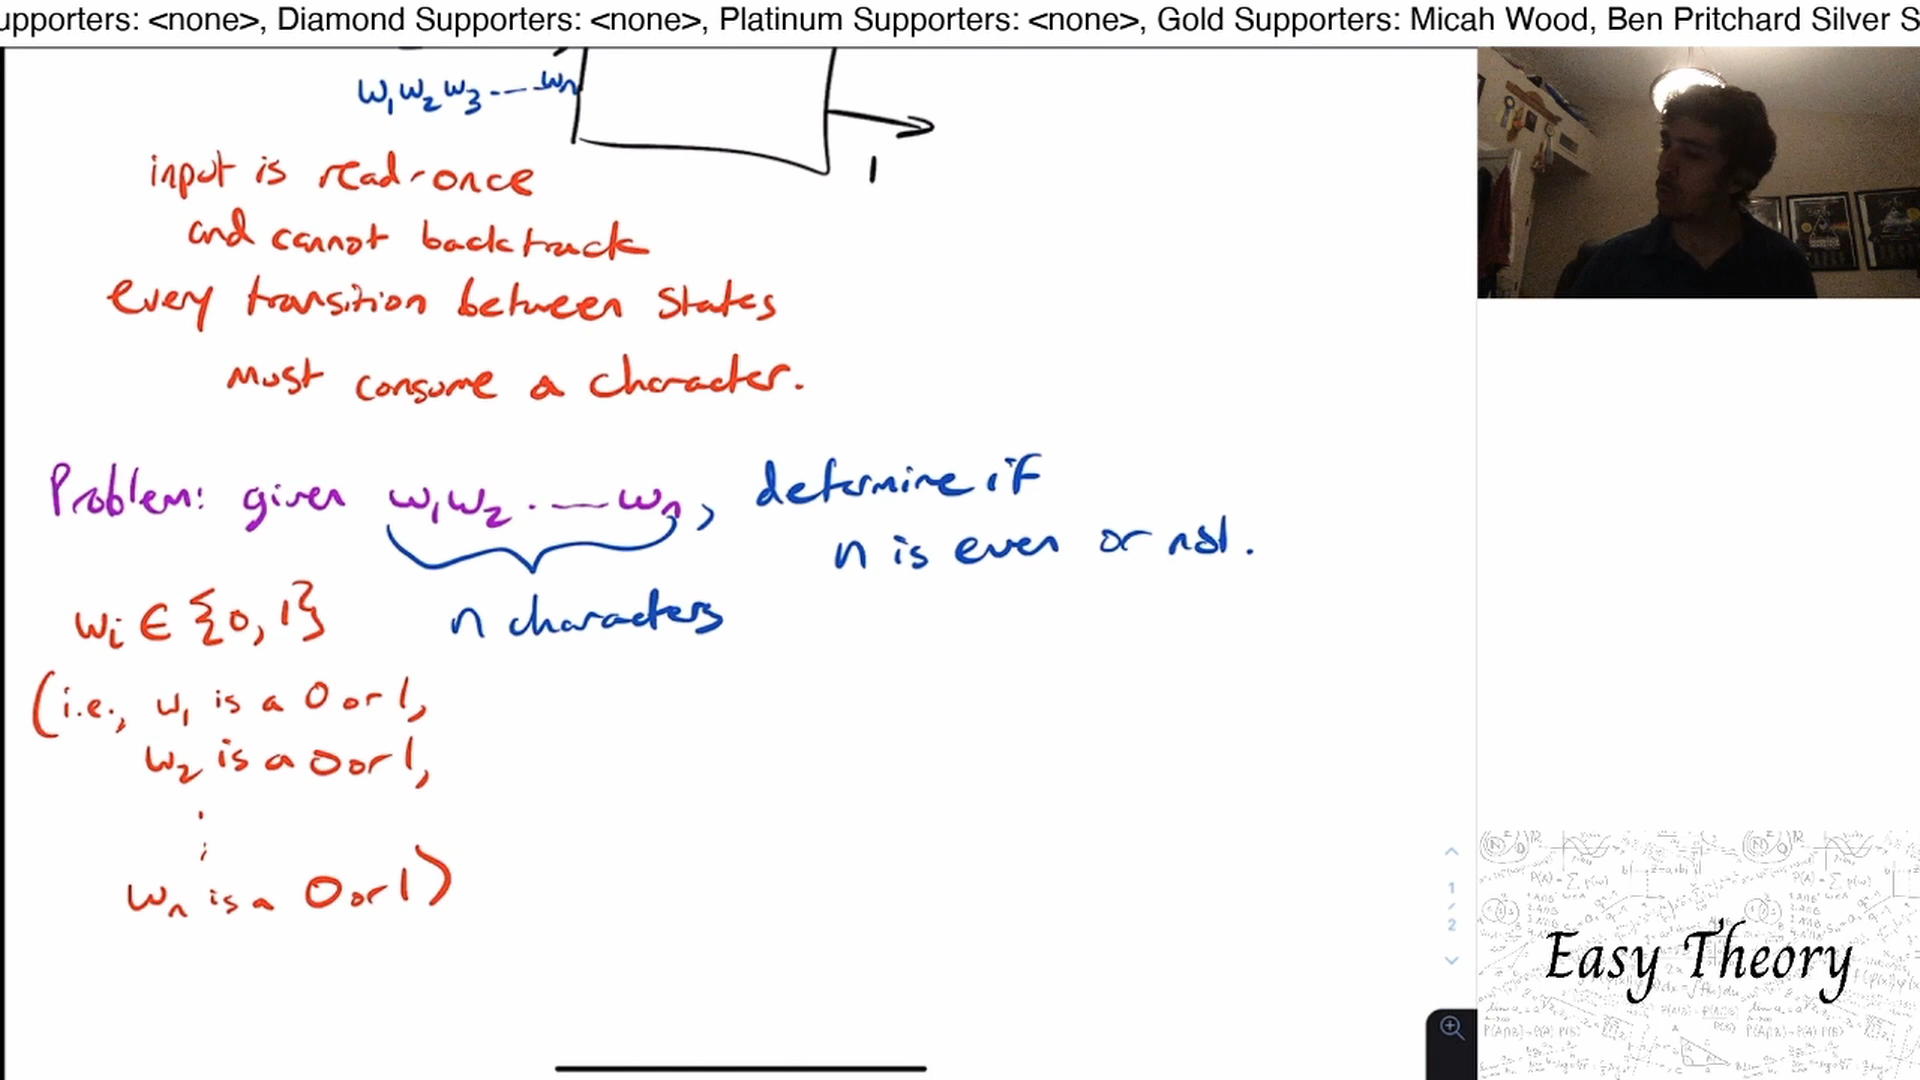 upporters: <none>, Diamond Supporters: <none>, Platinum Supporters: <none>, Gold Supporters: Micah Wood, Ben Pritchard Silver S
w₁w₂w₃ ---- wₙ
1
input is read-once
and cannot backtrack
every transition between states
must consume a character.
Problem: given w₁w₂ . — wₙ, determine if
n is even or not.
n characters
wᵢ ∈ {0, 1}
(i.e., w₁ is a 0 or 1,
w₂ is a 0 or 1,
⋮
wₙ is a 0 or 1)
1
2
Easy Theory